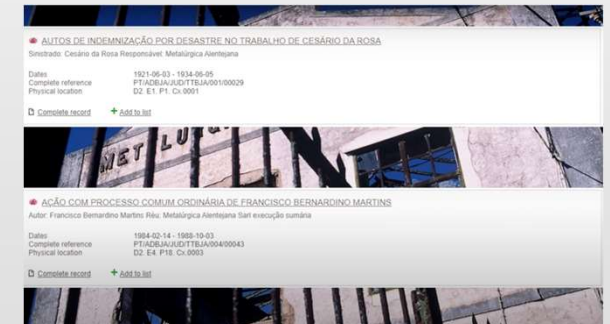 AUTOS DE INDEMNIZAÇÃO POR DESASTRE NO TRABALHO DE CESÁRIO DA ROSA
Sinistrado: Cesário da Rosa Responsável: Metalúrgica Alentejana
Dates 1921-06-03 - 1934-06-05
Complete reference PT/ADBJA/JUD/TTBJA/001/00029
Physical location D2. E1. P1. Cx.0001
Complete record Add to list
METALURG
AÇÃO COM PROCESSO COMUM ORDINÁRIA DE FRANCISCO BERNARDINO MARTINS
Autor: Francisco Bernardino Martins Réu: Metalúrgica Alentejana Sarl execução sumária
Dates 1984-02-14 - 1988-10-03
Complete reference PT/ADBJA/JUD/TTBJA/004/00043
Physical location D2. E4. P18. Cx.0003
Complete record Add to list